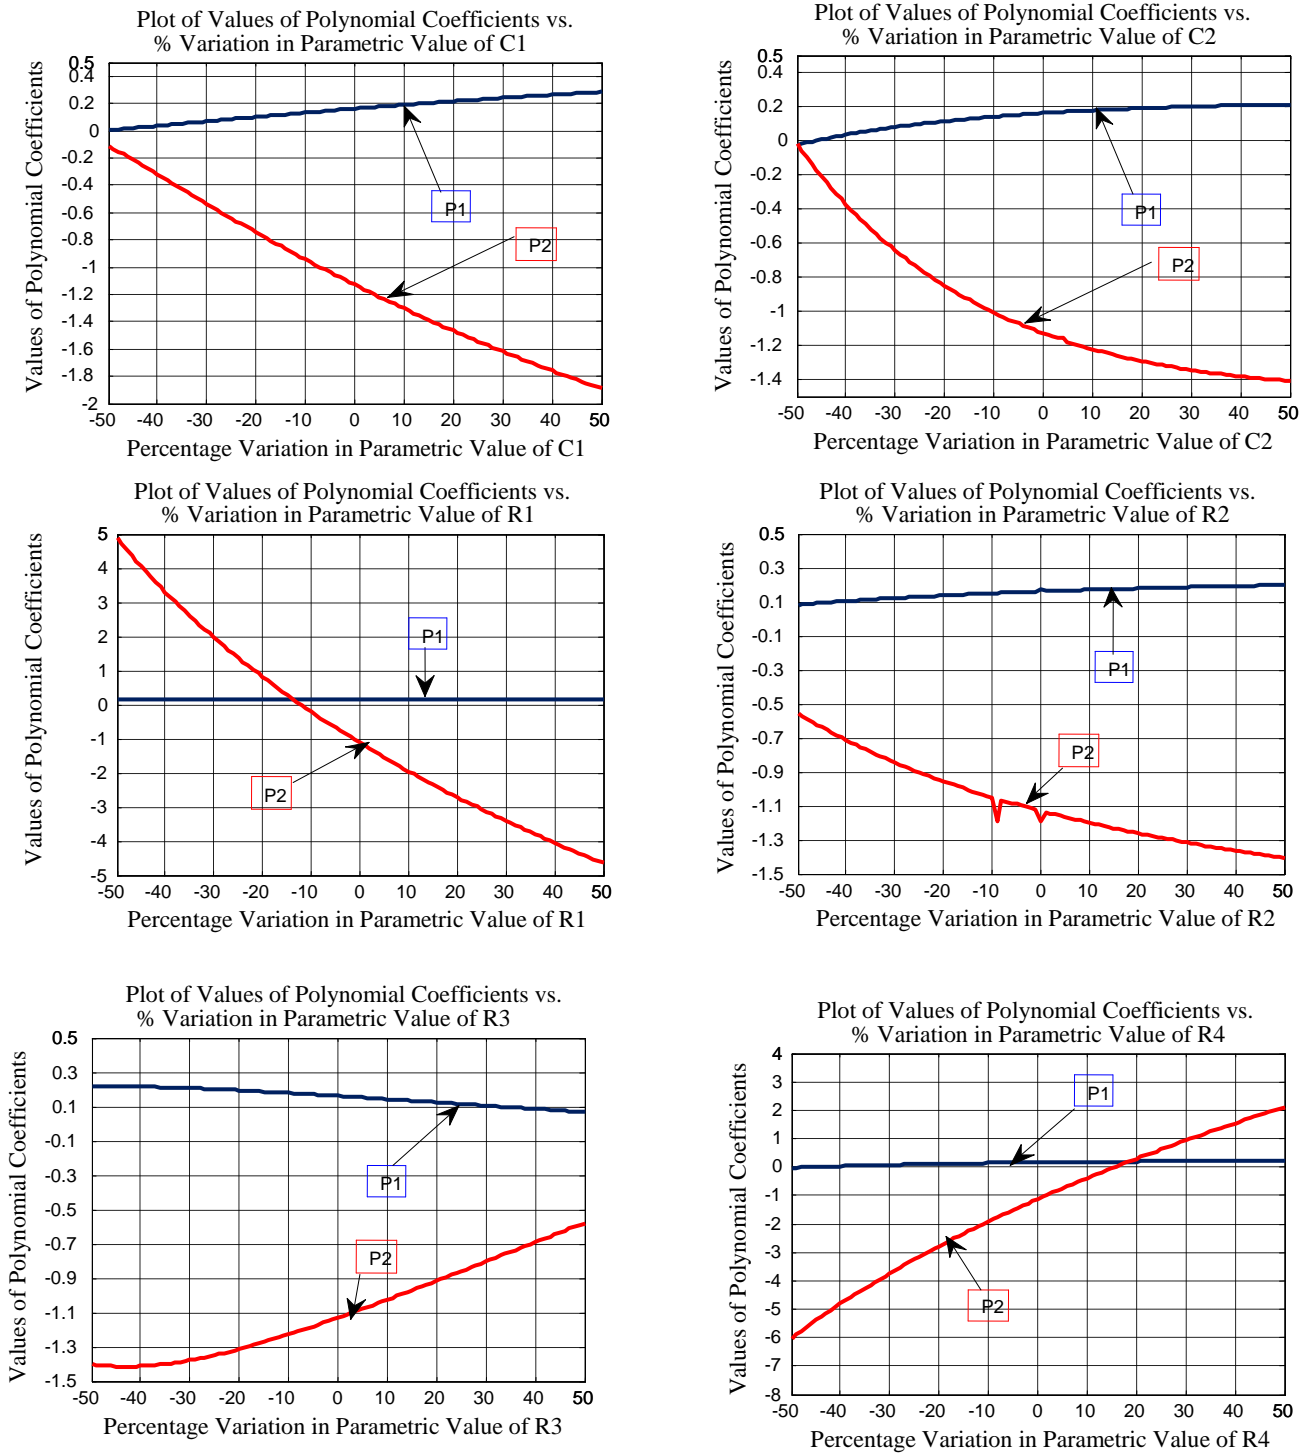 Plot of Values of Polynomial Coefficients vs.
% Variation in Parametric Value of C1
Values of Polynomial Coefficients
0.5
0.4
0.2
0
-0.2
-0.4
-0.6
-0.8
-1
-1.2
-1.4
-1.6
-1.8
-2
P1
P2
-50 -40 -30 -20 -10 0 10 20 30 40 50
Percentage Variation in Parametric Value of C1
Plot of Values of Polynomial Coefficients vs.
% Variation in Parametric Value of C2
Values of Polynomial Coefficients
0.5
0.4
0.2
0
-0.2
-0.4
-0.6
-0.8
-1
-1.2
-1.4
P1
P2
-50 -40 -30 -20 -10 0 10 20 30 40 50
Percentage Variation in Parametric Value of C2
Plot of Values of Polynomial Coefficients vs.
% Variation in Parametric Value of R1
Values of Polynomial Coefficients
5
4
3
2
1
0
-1
-2
-3
-4
-5
P1
P2
-50 -40 -30 -20 -10 0 10 20 30 40 50
Percentage Variation in Parametric Value of R1
Plot of Values of Polynomial Coefficients vs.
% Variation in Parametric Value of R2
Values of Polynomial Coefficients
0.5
0.3
0.1
-0.1
-0.3
-0.5
-0.7
-0.9
-1.1
-1.3
-1.5
P1
P2
-50 -40 -30 -20 -10 0 10 20 30 40 50
Percentage Variation in Parametric Value of R2
Plot of Values of Polynomial Coefficients vs.
% Variation in Parametric Value of R3
Values of Polynomial Coefficients
0.5
0.3
0.1
-0.1
-0.3
-0.5
-0.7
-0.9
-1.1
-1.3
-1.5
P1
P2
-50 -40 -30 -20 -10 0 10 20 30 40 50
Percentage Variation in Parametric Value of R3
Plot of Values of Polynomial Coefficients vs.
% Variation in Parametric Value of R4
Values of Polynomial Coefficients
4
3
2
1
0
-1
-2
-3
-4
-5
-6
-7
-8
P1
P2
-50 -40 -30 -20 -10 0 10 20 30 40 50
Percentage Variation in Parametric Value of R4